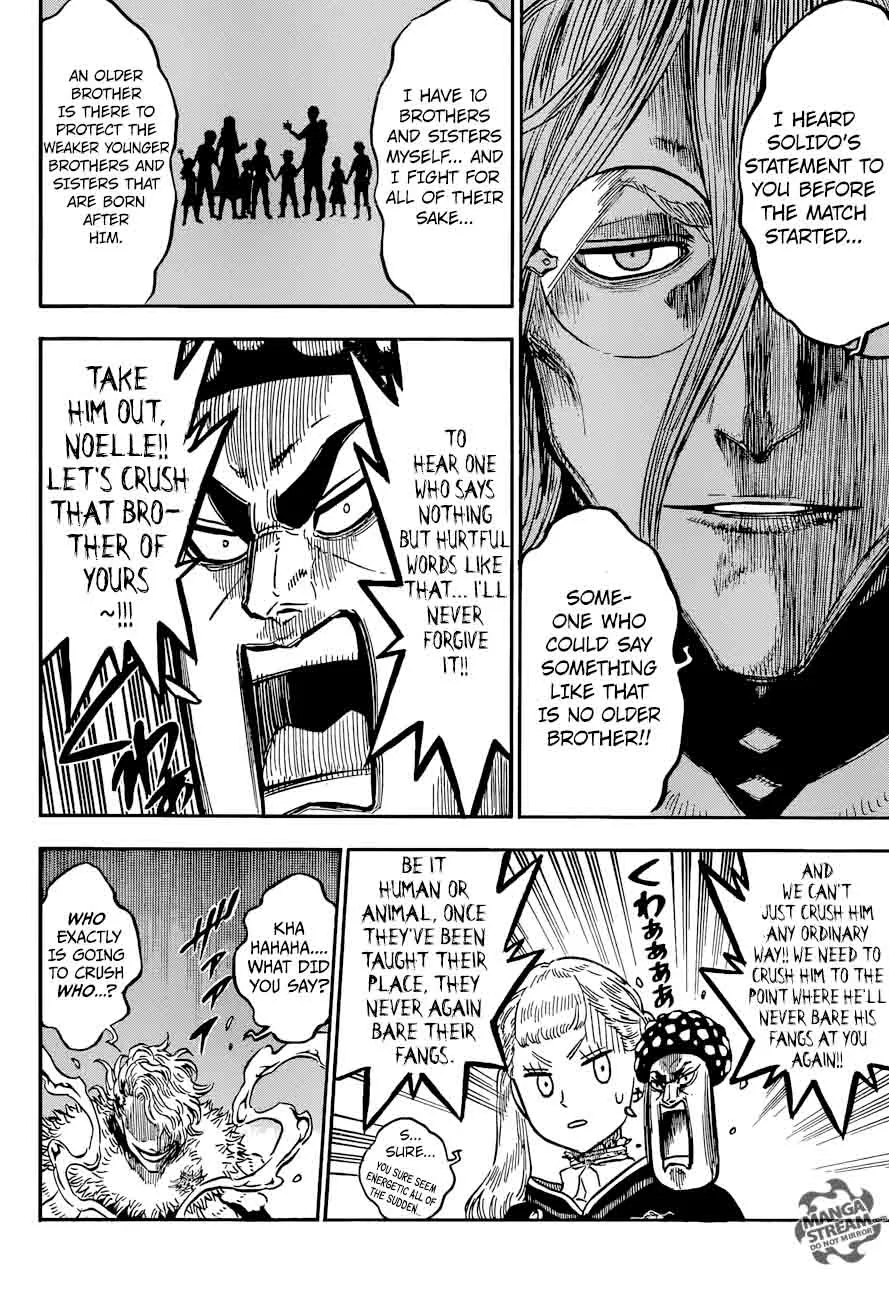 I HEARD
SOLIDO'S
STATEMENT TO
YOU BEFORE
THE MATCH
STARTED...
SOME-
ONE WHO
COULD SAY
SOMETHING
LIKE THAT
IS NO OLDER
BROTHER!!
I HAVE 10
BROTHERS
AND SISTERS
MYSELF... AND
I FIGHT FOR
ALL OF THEIR
SAKE...
AN OLDER
BROTHER
IS THERE TO
PROTECT THE
WEAKER YOUNGER
BROTHERS AND
SISTERS THAT
ARE BORN
AFTER
HIM.
TO
HEAR ONE
WHO SAYS
NOTHING
BUT HURTFUL
WORDS LIKE
THAT... I'LL
NEVER
FORGIVE
IT!!
TAKE
HIM OUT,
NOELLE!!
LET'S CRUSH
THAT BRO-
THER OF
YOURS
~!!!
AND
WE CAN'T
JUST CRUSH HIM
ANY ORDINARY
WAY!! WE NEED TO
CRUSH HIM TO THE
POINT WHERE HE'LL
NEVER BARE HIS
FANGS AT YOU
AGAIN!!
くわぁぁぁぁ
BE IT
HUMAN OR
ANIMAL, ONCE
THEY'VE BEEN
TAUGHT THEIR
PLACE, THEY
NEVER AGAIN
BARE THEIR
FANGS.
S...
SURE...
YOU SURE SEEM
ENERGETIC ALL OF
THE SUDDEN.
KHA
HAHAHA....
WHAT DID
YOU SAY?
WHO
EXACTLY
IS GOING
TO CRUSH
WHO...?
MANGA
STREAM
DO NOT MIRROR